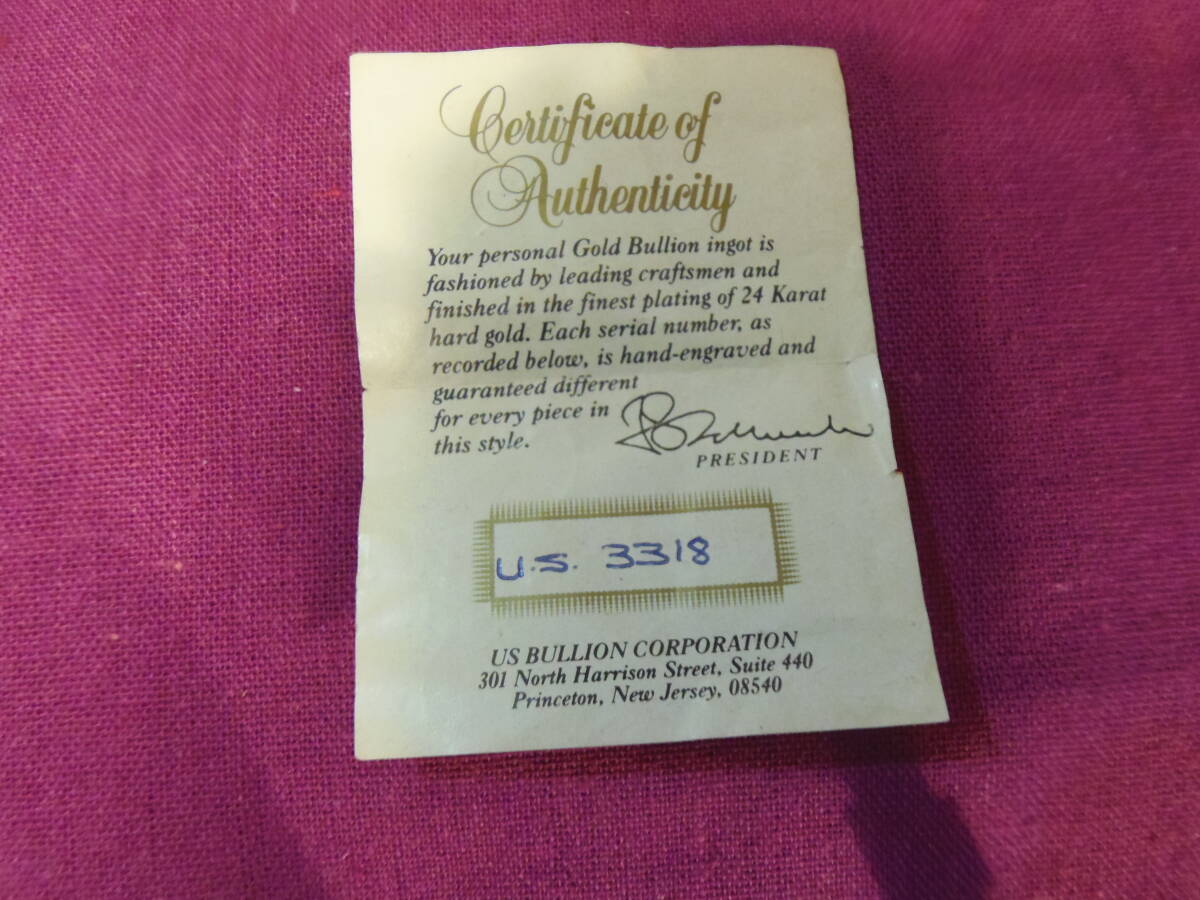 Certificate of
Authenticity
Your personal Gold Bullion ingot is
fashioned by leading craftsmen and
finished in the finest plating of 24 Karat
hard gold. Each serial number, as
recorded below, is hand-engraved and
guaranteed different
for every piece in
this style.
PRESIDENT
U.S. 3318
US BULLION CORPORATION
301 North Harrison Street, Suite 440
Princeton, New Jersey, 08540